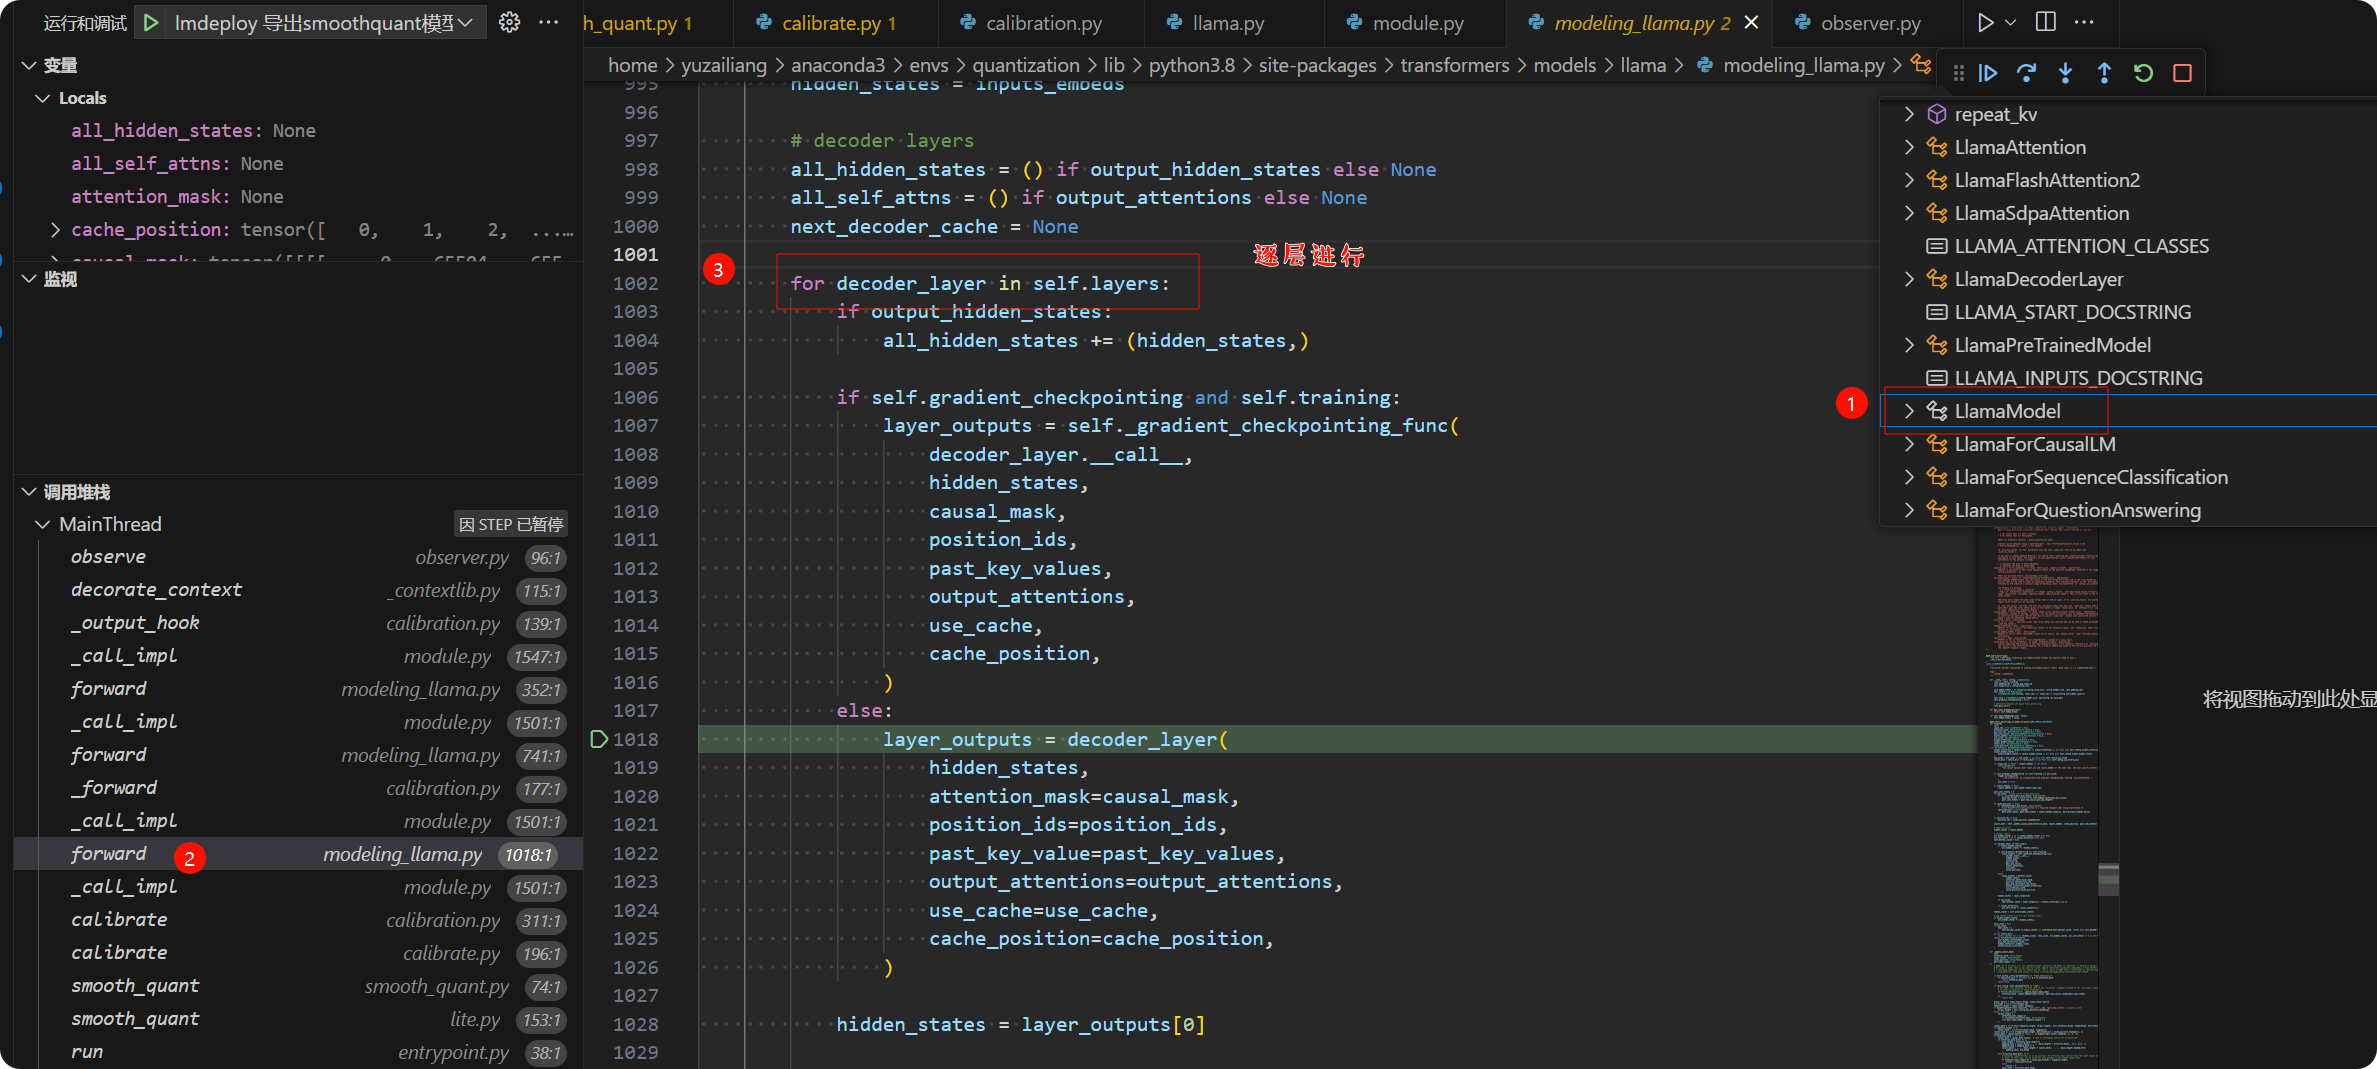 运行和调试
lmdeploy 导出smoothquant模型
h_quant.py 1
calibrate.py 1
calibration.py
llama.py
module.py
modeling_llama.py 2
observer.py
home > yuzailiang > anaconda3 > envs > quantization > lib > python3.8 > site-packages > transformers > models > llama > modeling_llama.py >
变量
Locals
all_hidden_states: None
all_self_attns: None
attention_mask: None
cache_position: tensor([ 0, 1, 2, ...…
causal_mask: tensor([[[[ 0, -65504, -655
监视
调用堆栈
MainThread
因 STEP 已暂停
observe observer.py 96:1
decorate_context _contextlib.py 115:1
_output_hook calibration.py 139:1
_call_impl module.py 1547:1
forward modeling_llama.py 352:1
_call_impl module.py 1501:1
forward modeling_llama.py 741:1
_forward calibration.py 177:1
_call_impl module.py 1501:1
forward 2 modeling_llama.py 1018:1
_call_impl module.py 1501:1
calibrate calibration.py 311:1
calibrate calibrate.py 196:1
smooth_quant smooth_quant.py 74:1
smooth_quant lite.py 153:1
run entrypoint.py 38:1
995 hidden_states = inputs_embeds
996
997 # decoder layers
998 all_hidden_states = () if output_hidden_states else None
999 all_self_attns = () if output_attentions else None
1000 next_decoder_cache = None
1001
逐层进行
3
1002 for decoder_layer in self.layers:
1003 if output_hidden_states:
1004 all_hidden_states += (hidden_states,)
1005
1006 if self.gradient_checkpointing and self.training:
1007 layer_outputs = self._gradient_checkpointing_func(
1008 decoder_layer.__call__,
1009 hidden_states,
1010 causal_mask,
1011 position_ids,
1012 past_key_values,
1013 output_attentions,
1014 use_cache,
1015 cache_position,
1016 )
1017 else:
1018 layer_outputs = decoder_layer(
1019 hidden_states,
1020 attention_mask=causal_mask,
1021 position_ids=position_ids,
1022 past_key_value=past_key_values,
1023 output_attentions=output_attentions,
1024 use_cache=use_cache,
1025 cache_position=cache_position,
1026 )
1027
1028 hidden_states = layer_outputs[0]
1029
repeat_kv
LlamaAttention
LlamaFlashAttention2
LlamaSdpaAttention
LLAMA_ATTENTION_CLASSES
LlamaDecoderLayer
LLAMA_START_DOCSTRING
LlamaPreTrainedModel
LLAMA_INPUTS_DOCSTRING
1
LlamaModel
LlamaForCausalLM
LlamaForSequenceClassification
LlamaForQuestionAnswering
将视图拖动到此处显